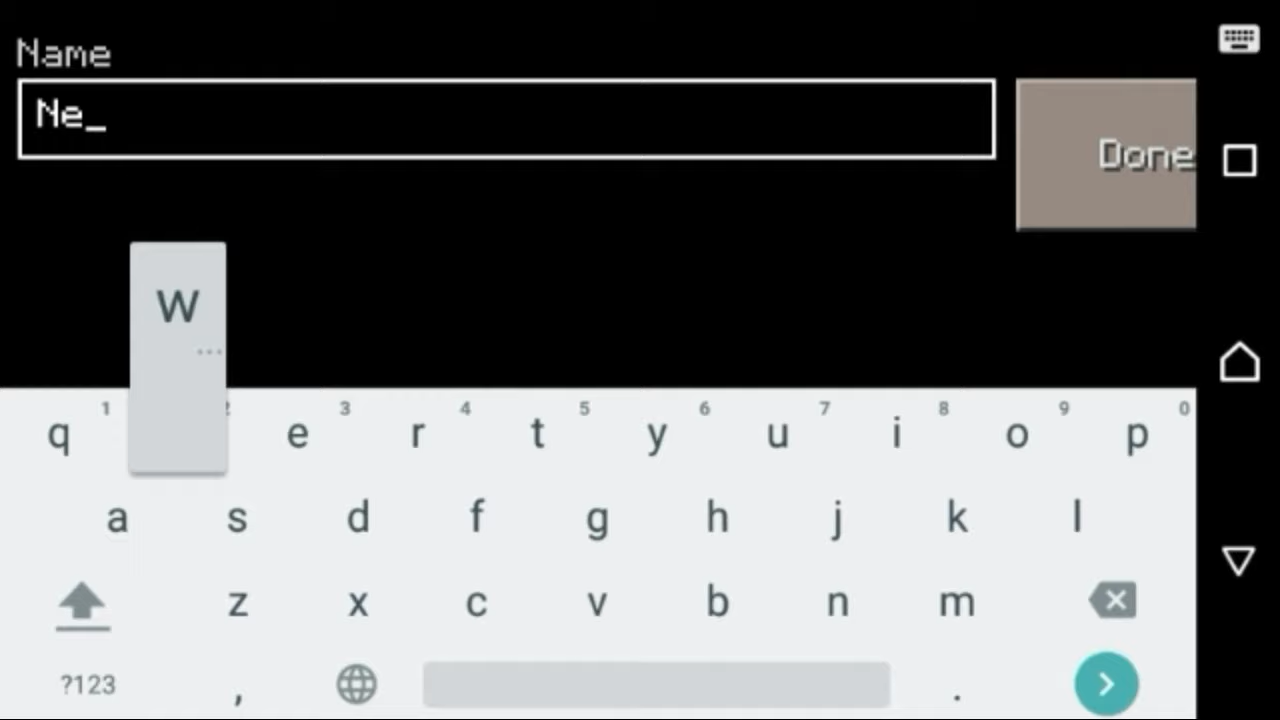 Name
Ne_
Done
W
1 2 3 4 5 6 7 8 9 0
q e r t y u i o p
a s d f g h j k l
z x c v b n m
?123 , .